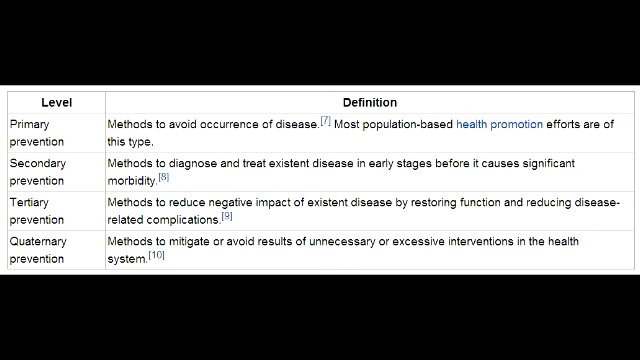 Level Definition
Primary prevention Methods to avoid occurrence of disease.[7] Most population-based health promotion efforts are of this type.
Secondary prevention Methods to diagnose and treat existent disease in early stages before it causes significant morbidity.[8]
Tertiary prevention Methods to reduce negative impact of existent disease by restoring function and reducing disease-related complications.[9]
Quaternary prevention Methods to mitigate or avoid results of unnecessary or excessive interventions in the health system.[10]